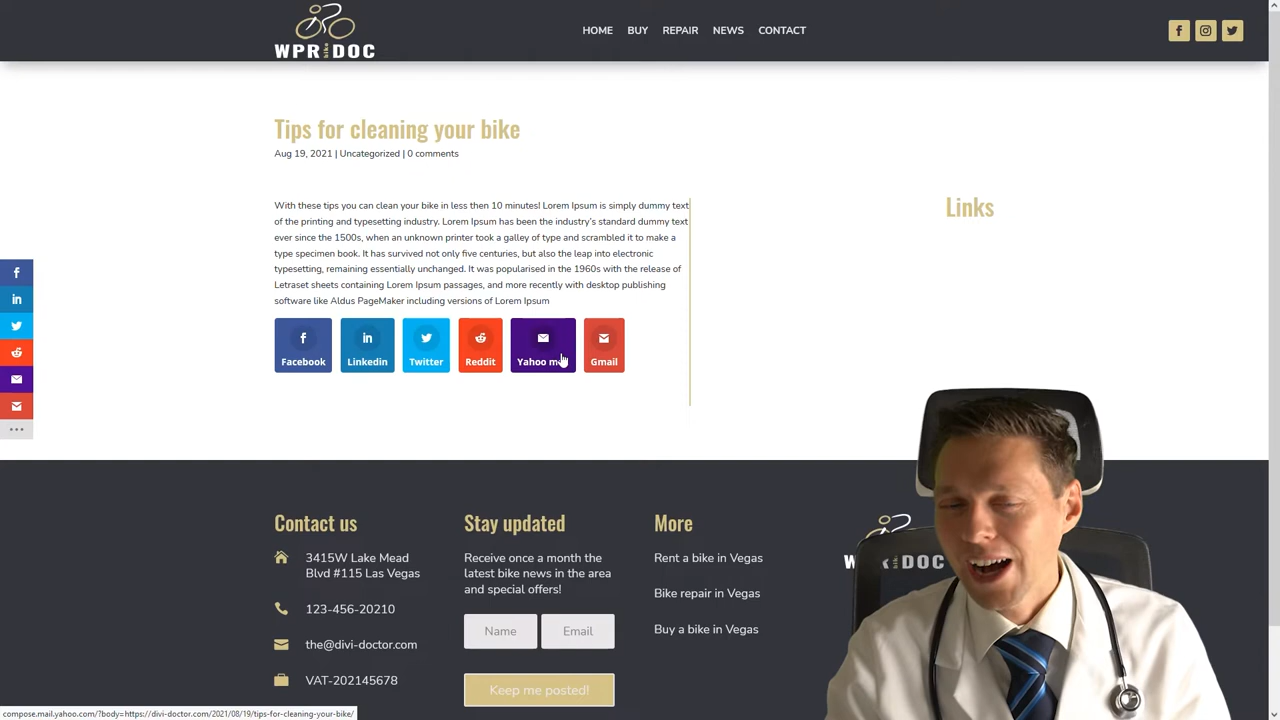 WPR bike DOC
HOME BUY REPAIR NEWS CONTACT
Tips for cleaning your bike
Aug 19, 2021 | Uncategorized | 0 comments
With these tips you can clean your bike in less then 10 minutes! Lorem Ipsum is simply dummy text
of the printing and typesetting industry. Lorem Ipsum has been the industry's standard dummy text
ever since the 1500s, when an unknown printer took a galley of type and scrambled it to make a
type specimen book. It has survived not only five centuries, but also the leap into electronic
typesetting, remaining essentially unchanged. It was popularised in the 1960s with the release of
Letraset sheets containing Lorem Ipsum passages, and more recently with desktop publishing
software like Aldus PageMaker including versions of Lorem Ipsum
Links
Facebook
Linkedin
Twitter
Reddit
Yahoo
Gmail
Contact us
3415W Lake Mead
Blvd #115 Las Vegas
123-456-20210
the@divi-doctor.com
VAT-202145678
Stay updated
Receive once a month the
latest bike news in the area
and special offers!
Name
Email
Keep me posted!
More
Rent a bike in Vegas
Bike repair in Vegas
Buy a bike in Vegas
DOC
compose.mail.yahoo.com/?body=https://divi-doctor.com/2021/08/19/tips-for-cleaning-your-bike/